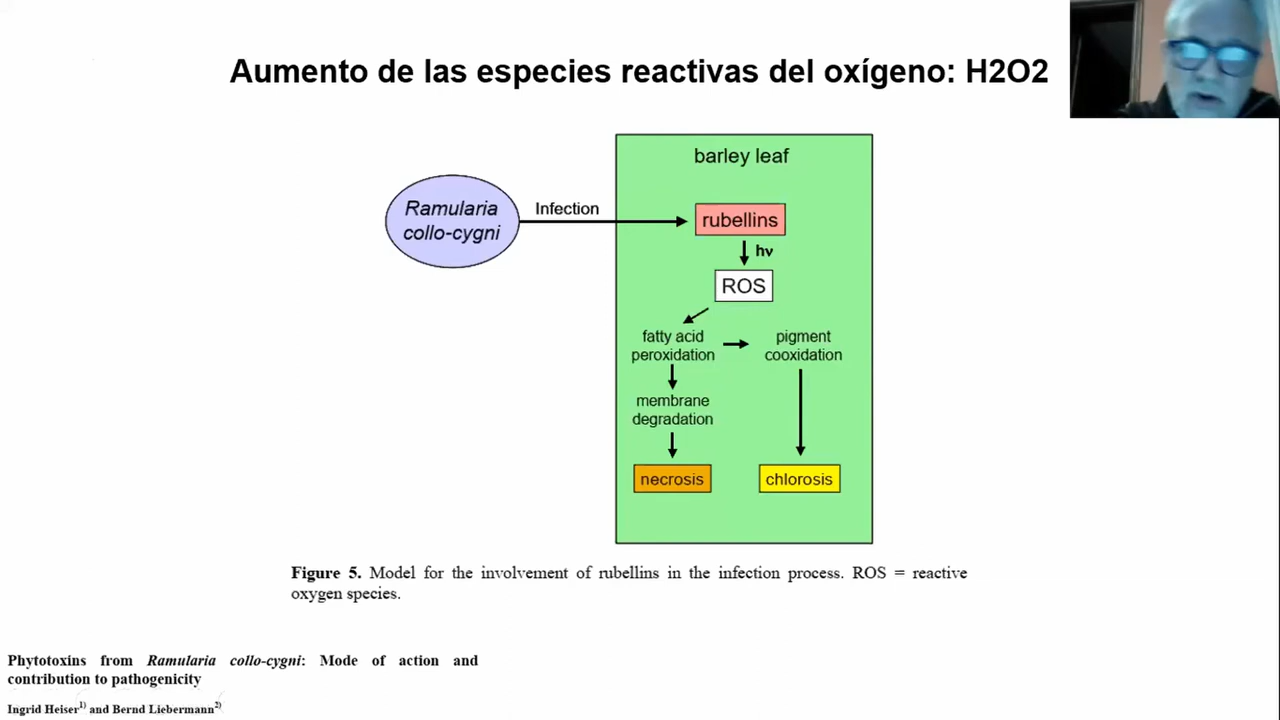 Aumento de las especies reactivas del oxígeno: H2O2
barley leaf
Ramularia
collo-cygni
Infection
rubellins
hν
ROS
fatty acid
peroxidation
pigment
cooxidation
membrane
degradation
necrosis
chlorosis
Figure 5. Model for the involvement of rubellins in the infection process. ROS = reactive
oxygen species.
Phytotoxins from Ramularia collo-cygni: Mode of action and
contribution to pathogenicity
Ingrid Heiser1) and Bernd Liebermann2)